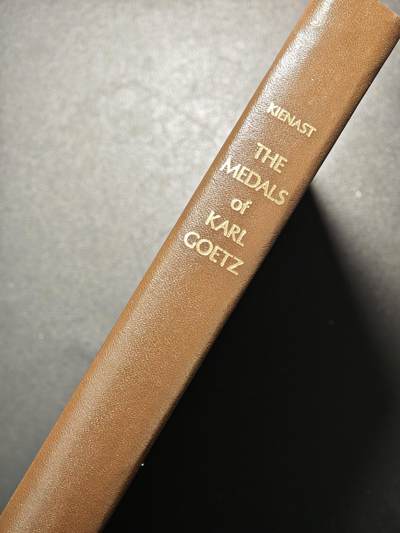 KIENAST
THE
MEDALS
of
KARL
GOETZ